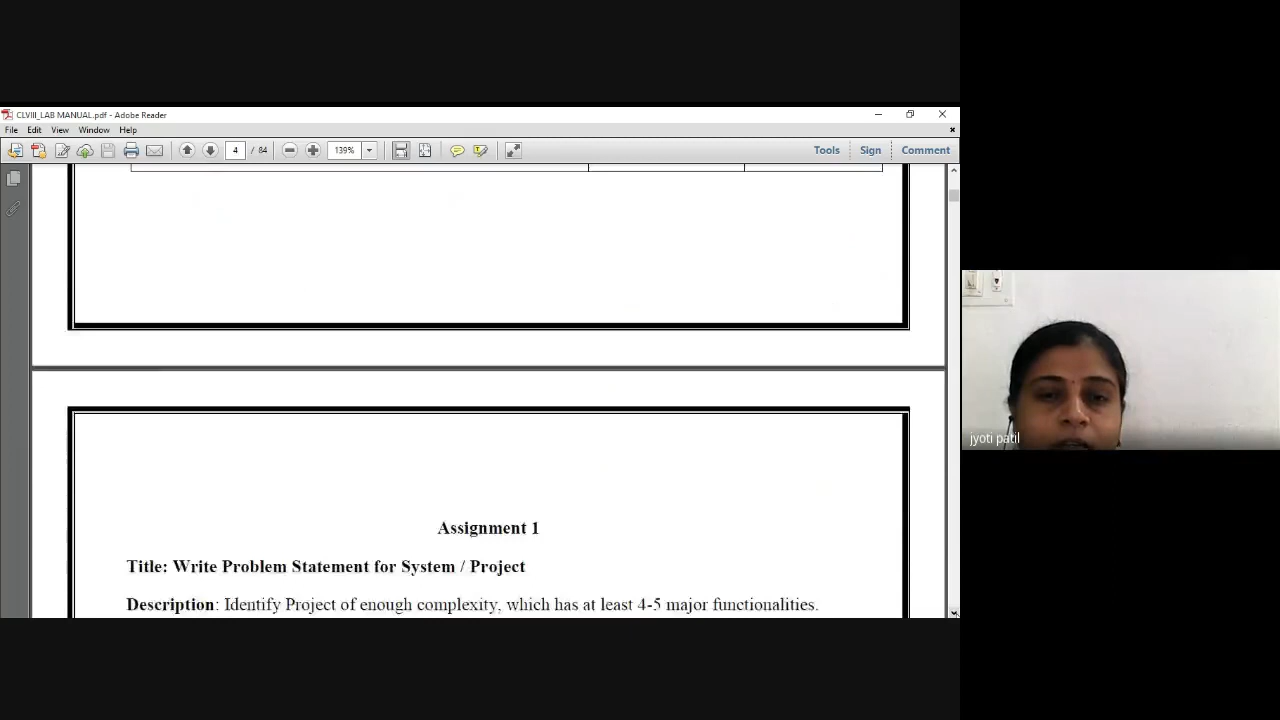 CLVIII_LAB MANUAL.pdf - Adobe Reader
File Edit View Window Help
4 / 84 139% Tools Sign Comment
Assignment 1
Title: Write Problem Statement for System / Project
Description: Identify Project of enough complexity, which has at least 4-5 major functionalities.
jyoti patil